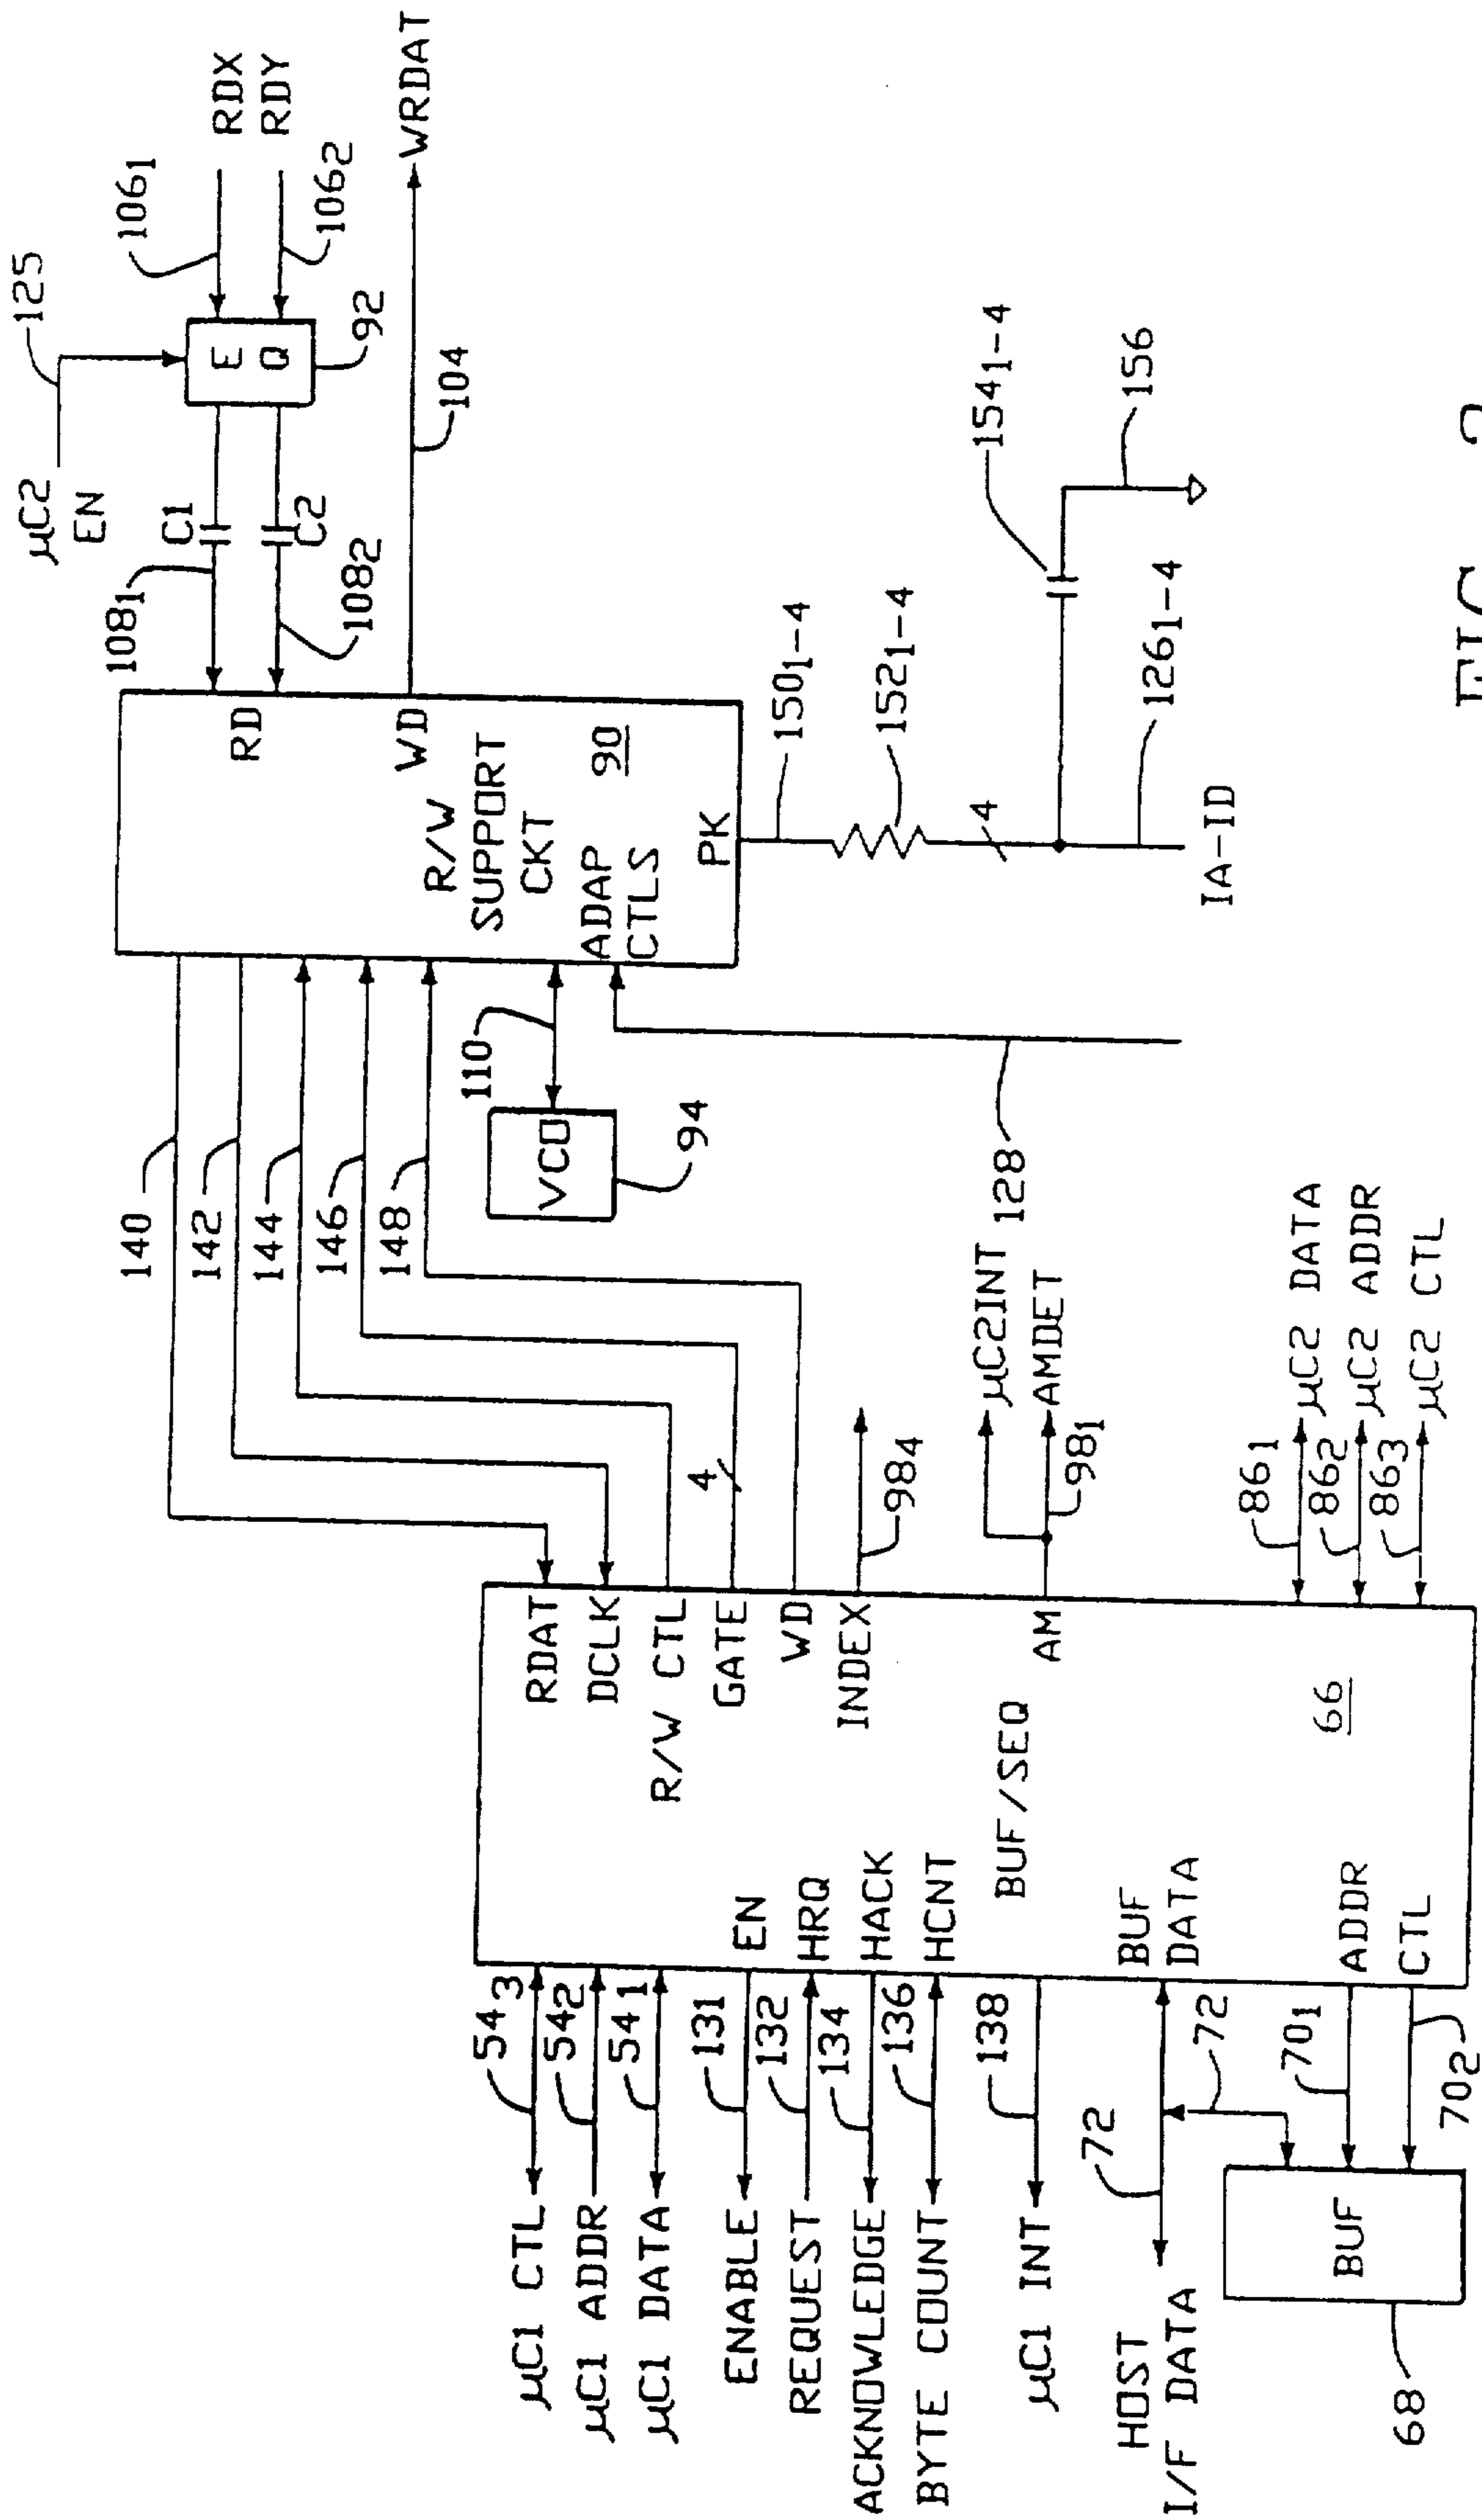 μC1 CTL
μC1 ADDR
μC1 DATA
ENABLE
REQUEST
ACKNOWLEDGE
BYTE COUNT
μC1 INT
HOST
I/F DATA
54₃
54₂
54₁
131
132
134
136
138
72
72
70₁
70₂
BUF
68
EN
HRQ
HACK
HCNT
BUF
DATA
ADDR
CTL
BUF/SEQ
66
RDAT
DCLK
R/W CTL
GATE
WD
INDEX
AM
4
98₄
μC2INT
AMDET
98₁
86₁
86₂
86₃
μC2 DATA
μC2 ADDR
μC2 CTL
140
142
144
146
148
110
VCO
94
128
RD
WD
R/W
SUPPORT
CKT
90
ADAP
CTLS
PK
150₁₋₄
152₁₋₄
4
154₁₋₄
156
126₁₋₄
IA-ID
108₁
C1
C2
108₂
μC2
EN
125
E
Q
92
106₁
106₂
RDX
RDY
104
WRDAT